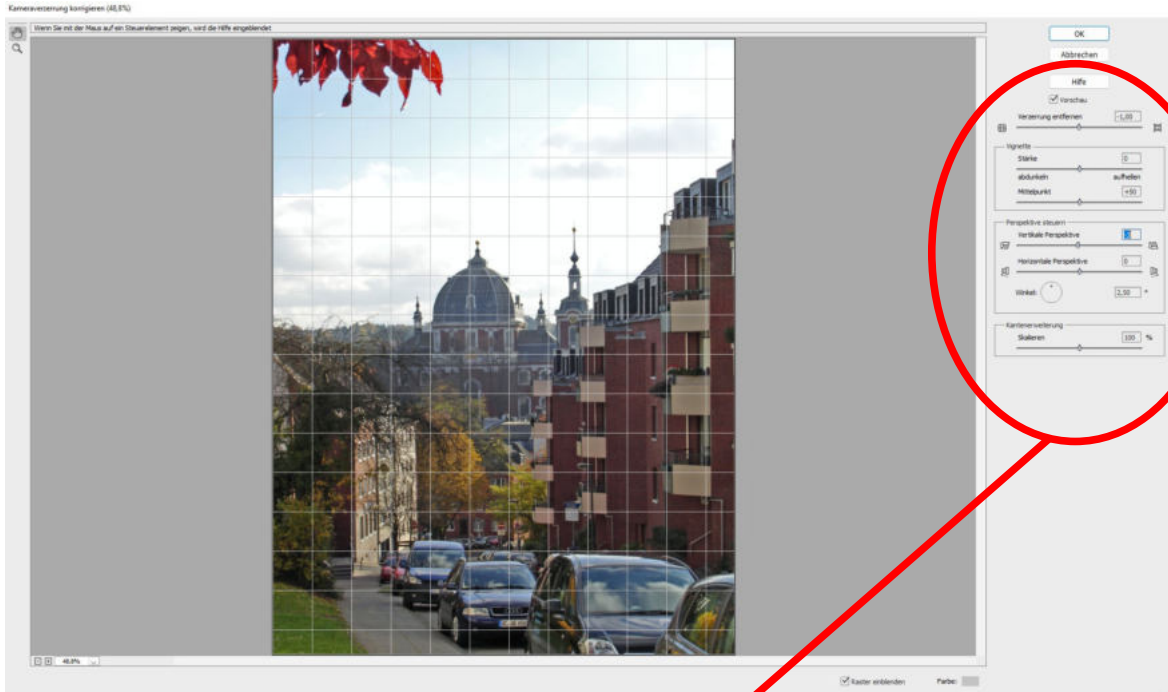 Kameraverzerrung korrigieren (48,8%)
Wenn Sie mit der Maus auf ein Steuerelement zeigen, wird die Hilfe eingeblendet
OK
Abbrechen
Hilfe
Vorschau
Verzerrung entfernen -1,00
Vignette
Stärke 0
abdunkeln aufhellen
Mittelpunkt +50
Perspektive steuern
Vertikale Perspektive
Horizontale Perspektive 0
Winkel: 2,50 °
Kantenerweiterung
Skalieren 100 %
48,8%
Raster einblenden Farbe: